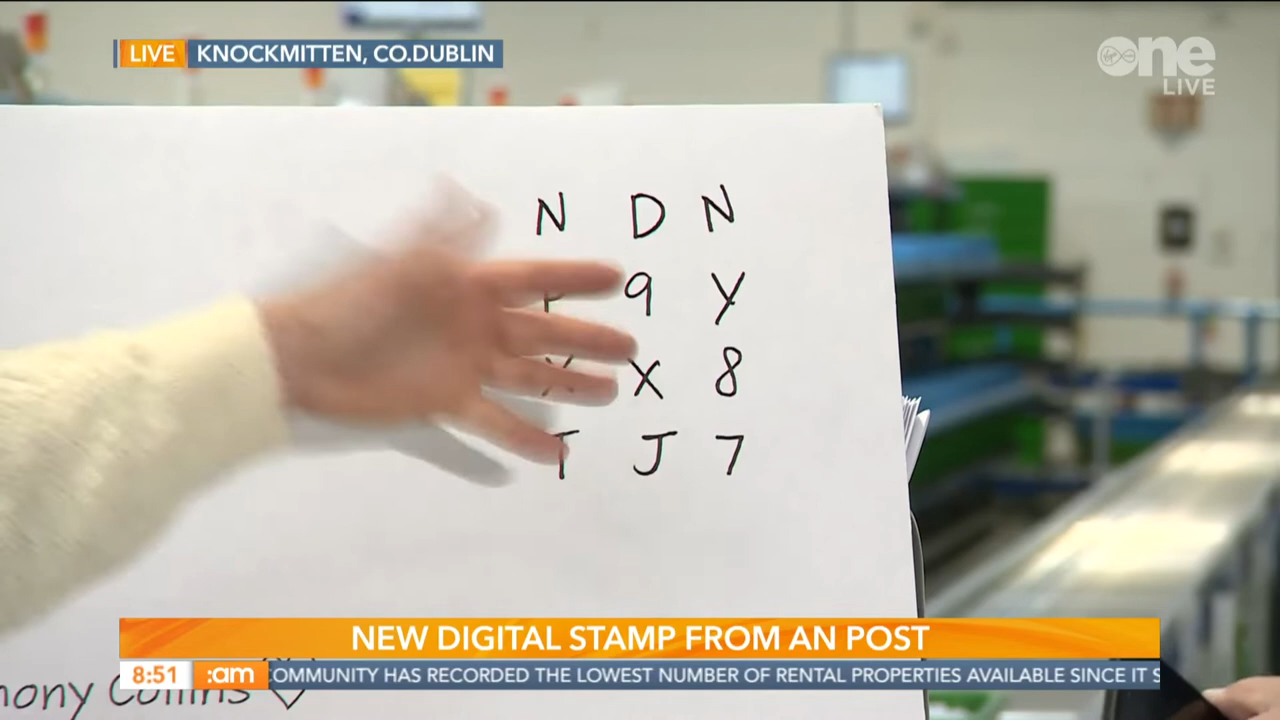 LIVE KNOCKMITTEN, CO.DUBLIN
one
LIVE
N D N
P 9 Y
X X 8
T J 7
NEW DIGITAL STAMP FROM AN POST
8:51 :am COMMUNITY HAS RECORDED THE LOWEST NUMBER OF RENTAL PROPERTIES AVAILABLE SINCE IT S
Collins